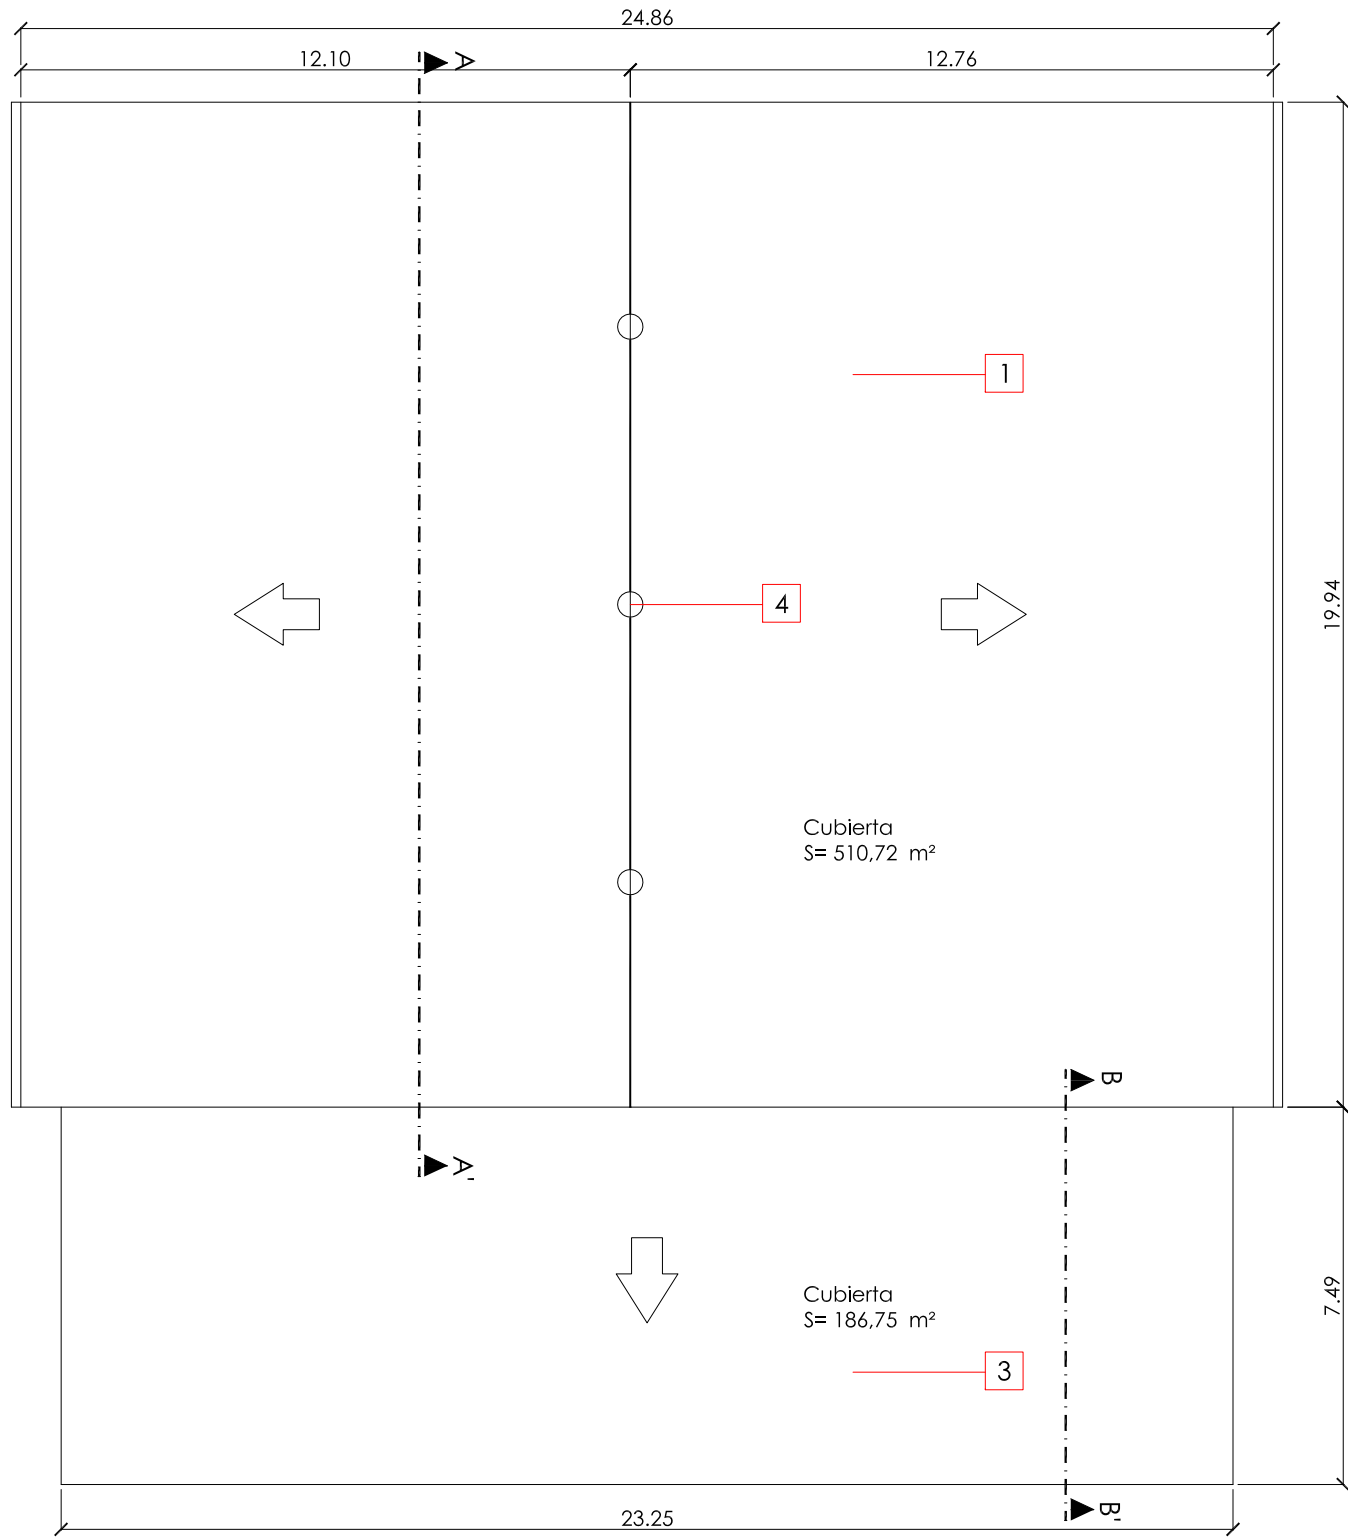 24.86
12.10
A
12.76
1
4
19.94
Cubierta
S= 510,72 m²
B
A'
Cubierta
S= 186,75 m²
7.49
3
B'
23.25